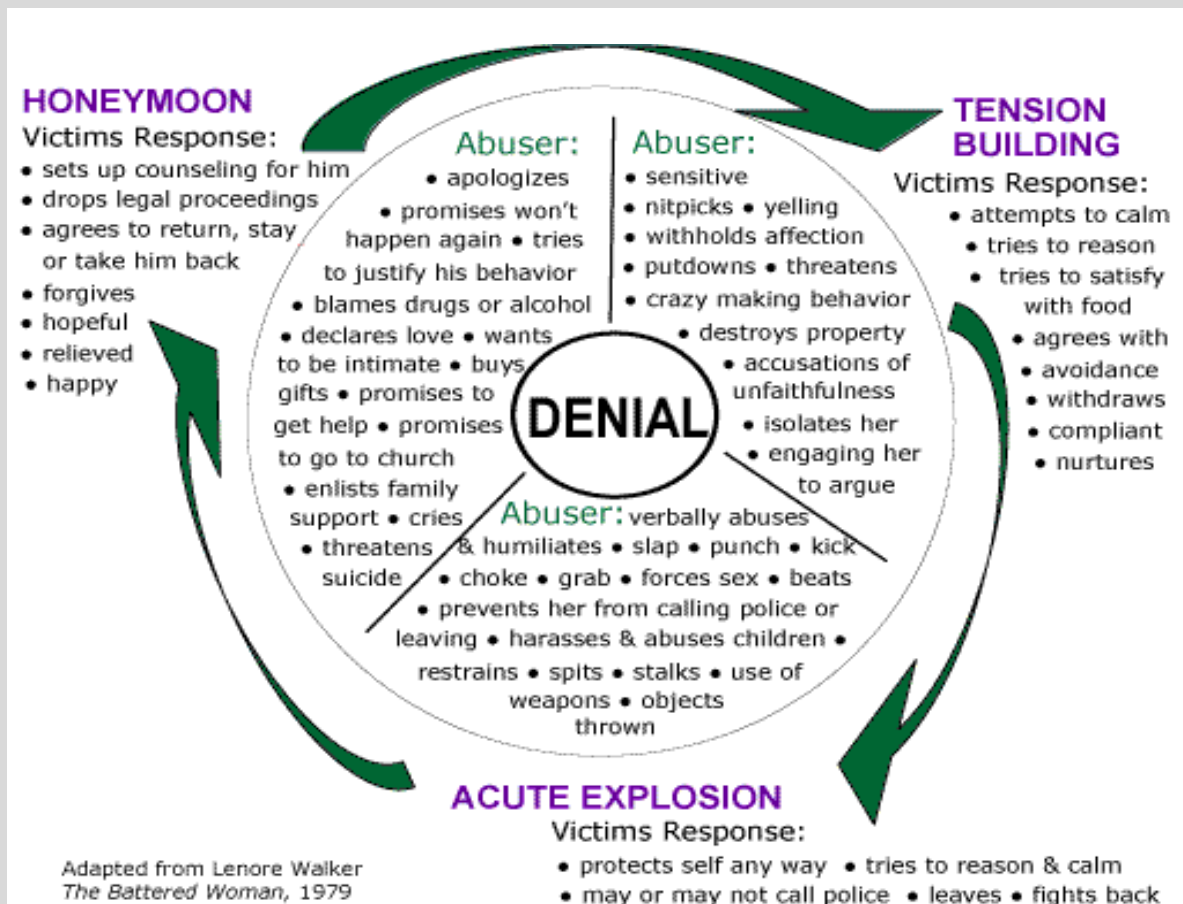 HONEYMOON
Victims Response:
• sets up counseling for him
• drops legal proceedings
• agrees to return, stay
or take him back
• forgives
• hopeful
• relieved
• happy
Abuser:
• apologizes
• promises won't
happen again • tries
to justify his behavior
• blames drugs or alcohol
• declares love • wants
to be intimate • buys
gifts • promises to
get help • promises
to go to church
• enlists family
support • cries
• threatens
suicide
Abuser:
• sensitive
• nitpicks • yelling
• withholds affection
• putdowns • threatens
• crazy making behavior
• destroys property
• accusations of
unfaithfulness
• isolates her
• engaging her
to argue
TENSION
BUILDING
Victims Response:
• attempts to calm
• tries to reason
• tries to satisfy
with food
• agrees with
• avoidance
• withdraws
• compliant
• nurtures
DENIAL
Abuser: verbally abuses
& humiliates • slap • punch • kick
• choke • grab • forces sex • beats
• prevents her from calling police or
leaving • harasses & abuses children •
restrains • spits • stalks • use of
weapons • objects
thrown
ACUTE EXPLOSION
Victims Response:
• protects self any way • tries to reason & calm
• may or may not call police • leaves • fights back
Adapted from Lenore Walker
The Battered Woman, 1979